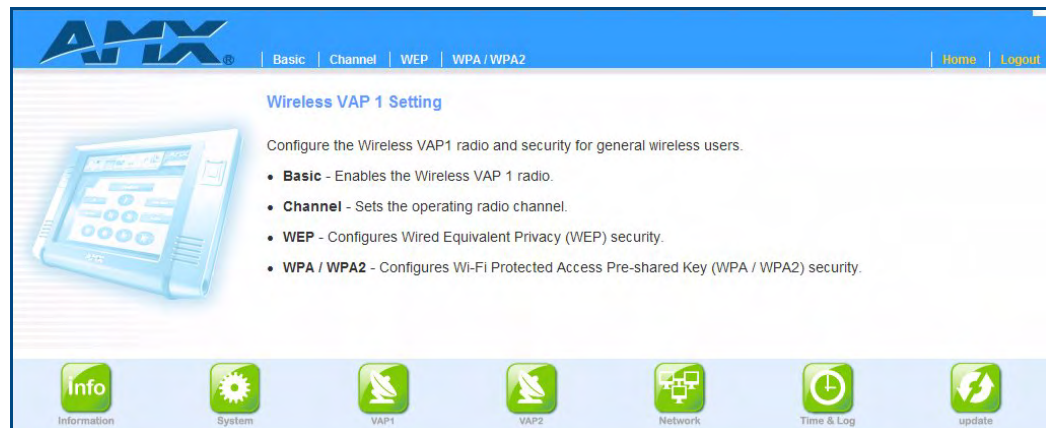 AMX®
Basic | Channel | WEP | WPA / WPA2 | Home | Logout
Wireless VAP 1 Setting
Configure the Wireless VAP1 radio and security for general wireless users.
• Basic - Enables the Wireless VAP 1 radio.
• Channel - Sets the operating radio channel.
• WEP - Configures Wired Equivalent Privacy (WEP) security.
• WPA / WPA2 - Configures Wi-Fi Protected Access Pre-shared Key (WPA / WPA2) security.
AMX
Info
Information
System
VAP1
VAP2
Network
Time & Log
update